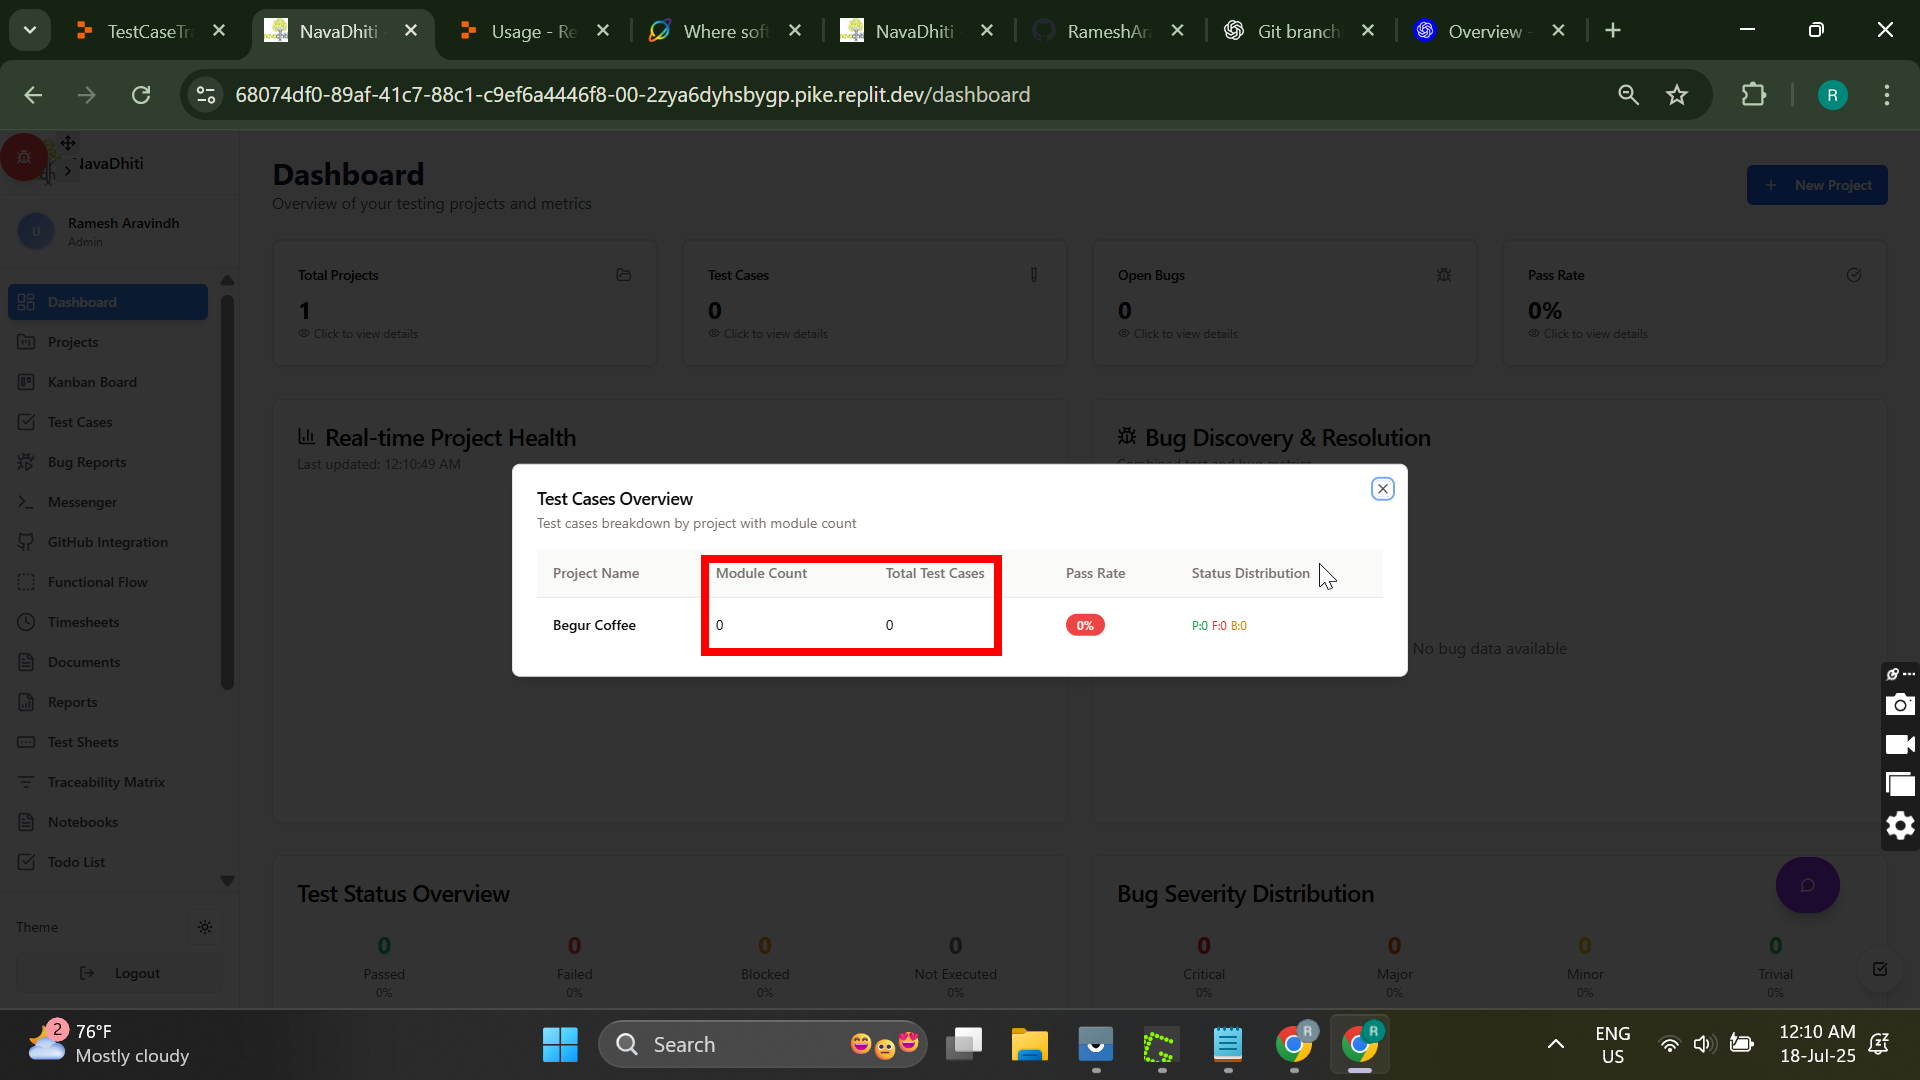 TestCaseTr
NavaDhiti
Usage - Re
Where soft
NavaDhiti
RameshAr
Git branch
Overview -
68074df0-89af-41c7-88c1-c9ef6a4446f8-00-2zya6dyhsbygp.pike.replit.dev/dashboard
R
NavaDhiti
U
Ramesh Aravindh
Admin
Dashboard
Projects
Kanban Board
Test Cases
Bug Reports
Messenger
GitHub Integration
Functional Flow
Timesheets
Documents
Reports
Test Sheets
Traceability Matrix
Notebooks
Todo List
Theme
Logout
Dashboard
Overview of your testing projects and metrics
New Project
Total Projects
1
Click to view details
Test Cases
0
Click to view details
Open Bugs
0
Click to view details
Pass Rate
0%
Click to view details
Real-time Project Health
Last updated: 12:10:49 AM
Bug Discovery & Resolution
Combined test and bug metrics
No bug data available
Test Cases Overview
Test cases breakdown by project with module count
Project Name Module Count Total Test Cases Pass Rate Status Distribution
Begur Coffee 0 0 0% P:0 F:0 B:0
Test Status Overview
0 0 0 0
Passed Failed Blocked Not Executed
0% 0% 0% 0%
Bug Severity Distribution
0 0 0 0
Critical Major Minor Trivial
0% 0% 0% 0%
2
76°F
Mostly cloudy
Search
R
R
ENG
US
12:10 AM
18-Jul-25